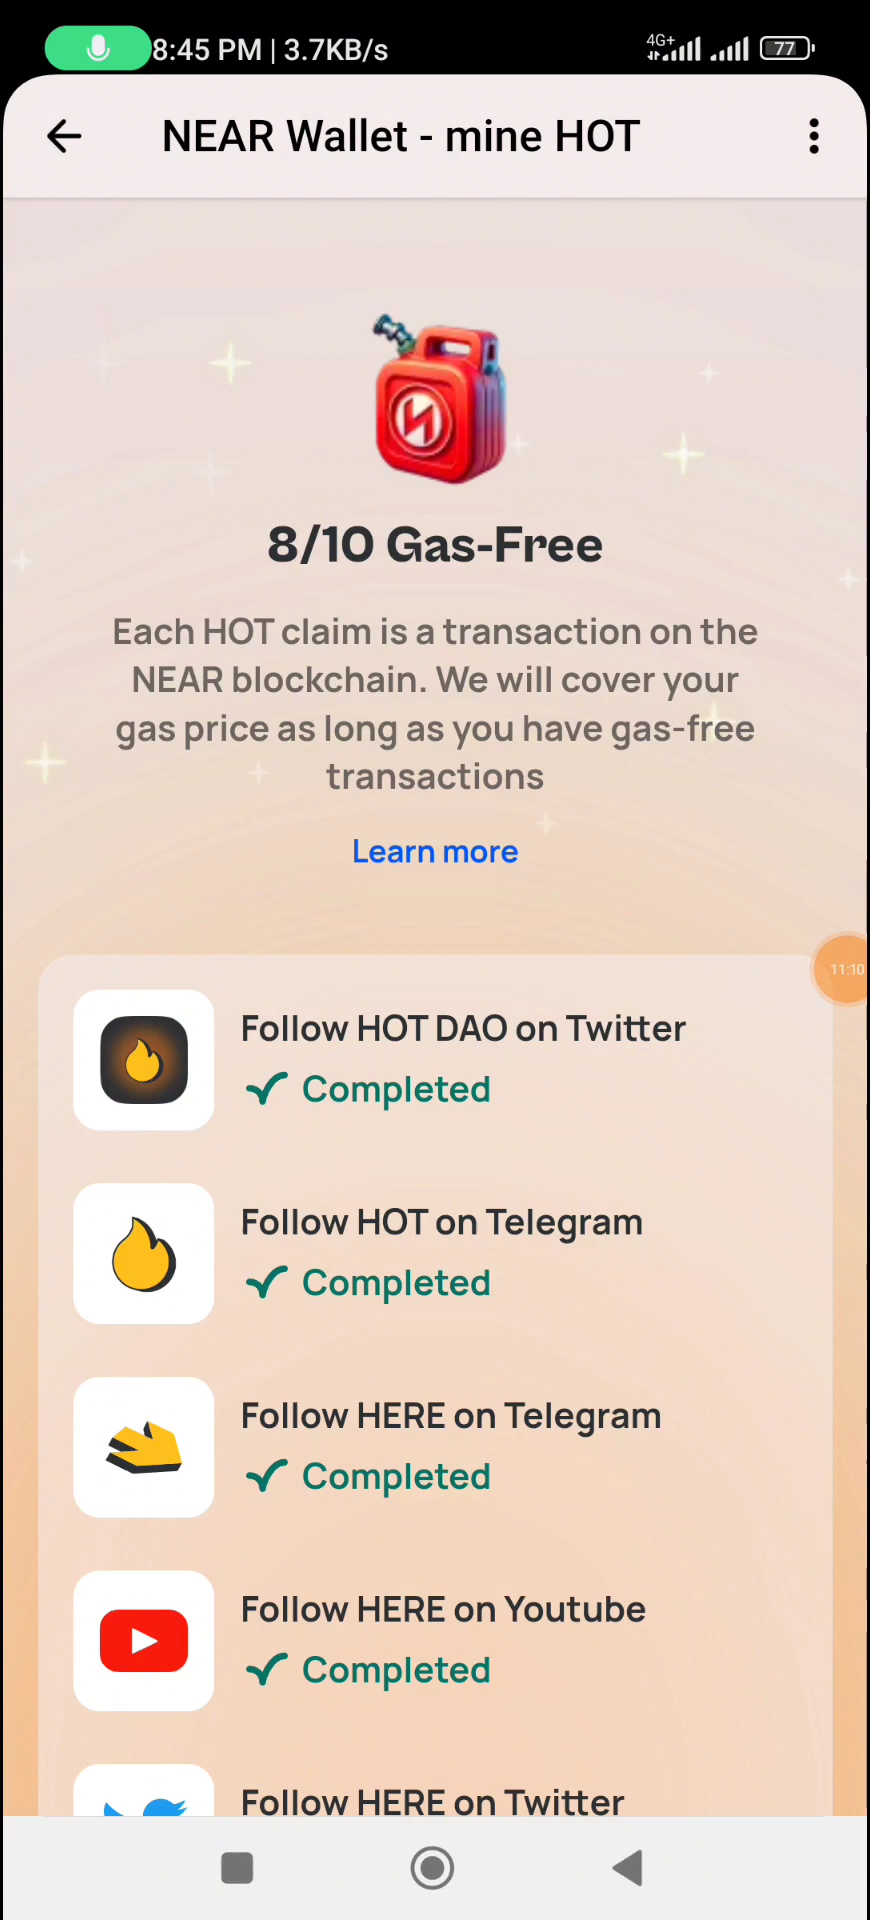 8:45 PM | 3.7KB/s
4G+
77
NEAR Wallet - mine HOT
8/10 Gas-Free
Each HOT claim is a transaction on the
NEAR blockchain. We will cover your
gas price as long as you have gas-free
transactions
Learn more
11:10
Follow HOT DAO on Twitter
Completed
Follow HOT on Telegram
Completed
Follow HERE on Telegram
Completed
Follow HERE on Youtube
Completed
Follow HERE on Twitter